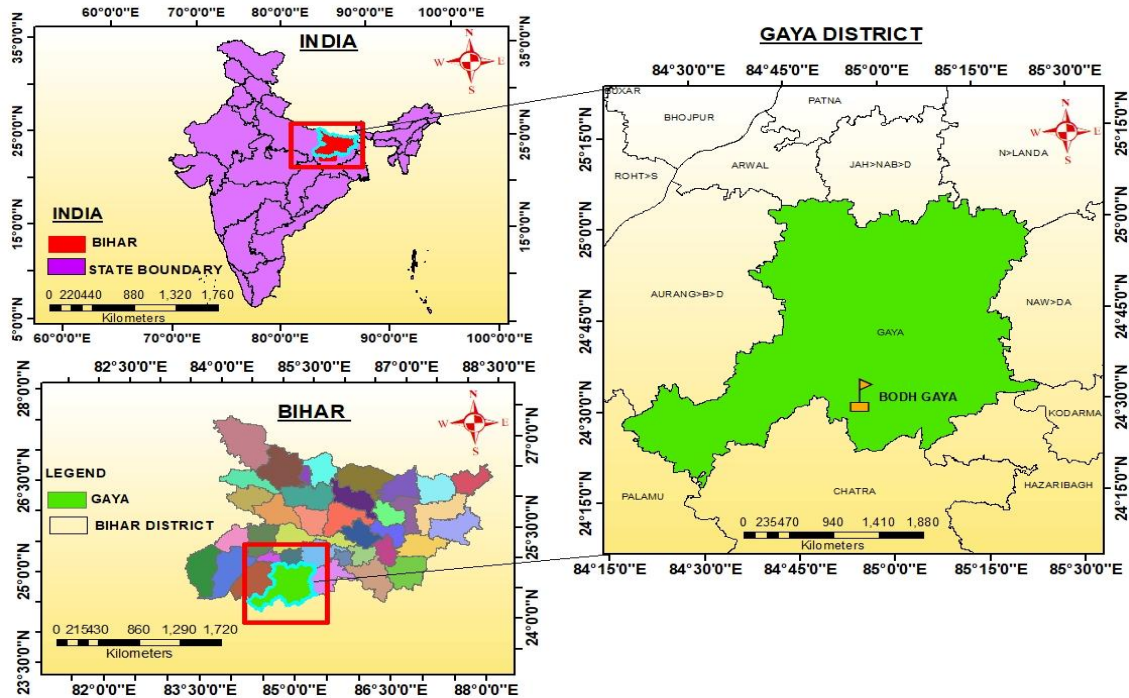 60°0'0"E 70°0'0"E 80°0'0"E 90°0'0"E 100°0'0"E
INDIA
N
W E
S
35°0'0"N
25°0'0"N
15°0'0"N
5°0'0"N
35°0'0"N
25°0'0"N
15°0'0"N
5°0'0"N
INDIA
BIHAR
STATE BOUNDARY
0 220440 880 1,320 1,760
Kilometers
60°0'0"E 70°0'0"E 80°0'0"E 90°0'0"E 100°0'0"E
82°30'0"E 84°0'0"E 85°30'0"E 87°0'0"E 88°30'0"E
BIHAR
N
W E
S
28°0'0"N
26°30'0"N
25°0'0"N
23°30'0"N
27°0'0"N
25°30'0"N
24°0'0"N
LEGEND
GAYA
BIHAR DISTRICT
0 215430 860 1,290 1,720
Kilometers
82°0'0"E 83°30'0"E 85°0'0"E 86°30'0"E 88°0'0"E
GAYA DISTRICT
84°30'0"E 84°45'0"E 85°0'0"E 85°15'0"E 85°30'0"E
N
W E
S
25°15'0"N
25°0'0"N
24°45'0"N
24°30'0"N
24°15'0"N
25°15'0"N
25°0'0"N
24°45'0"N
24°30'0"N
24°15'0"N
PATNA
BHOJPUR
ARWAL
JAH>NAB>D
N>LANDA
ROHT>S
AURANG>B>D
NAW>DA
GAYA
BODH GAYA
KODARMA
HAZARIBAGH
PALAMU
CHATRA
0 235470 940 1,410 1,880
Kilometers
84°15'0"E 84°30'0"E 84°45'0"E 85°0'0"E 85°15'0"E 85°30'0"E